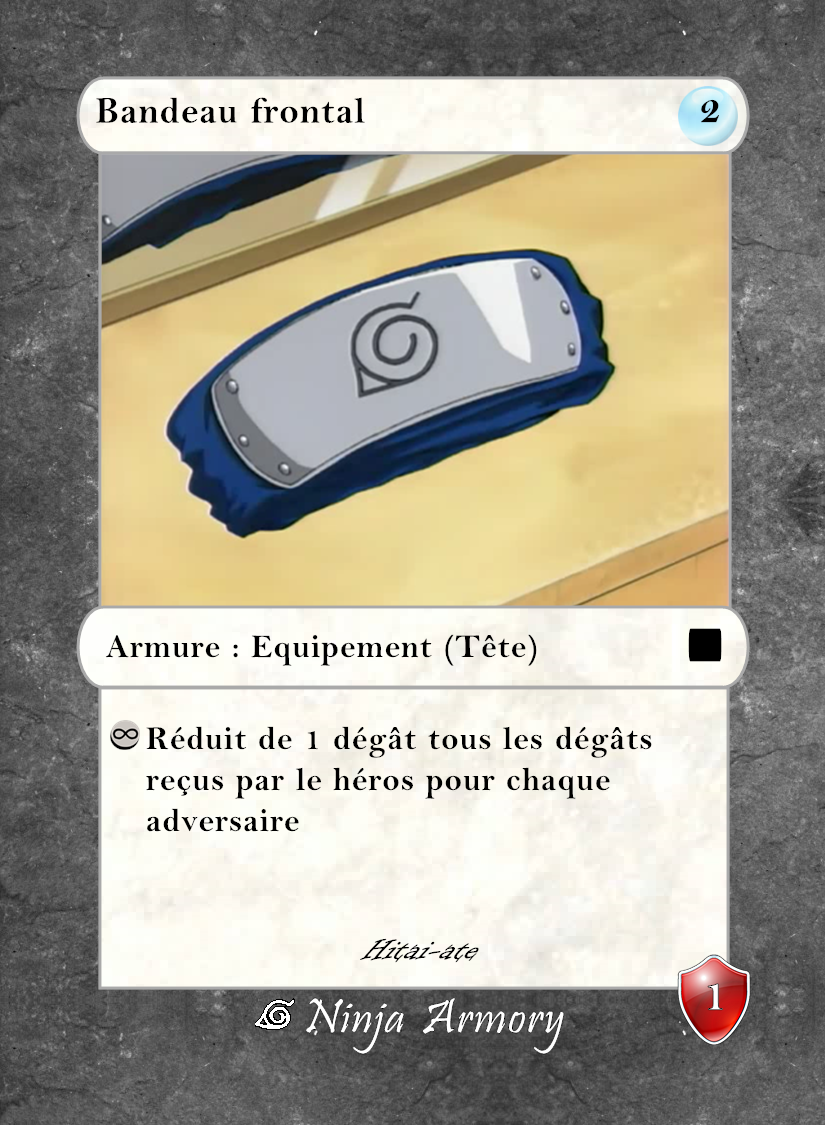 Bandeau frontal
2
Armure : Equipement (Tête)
∞ Réduit de 1 dégât tous les dégâts
reçus par le héros pour chaque
adversaire
Hitai-ate
Ninja Armory
1